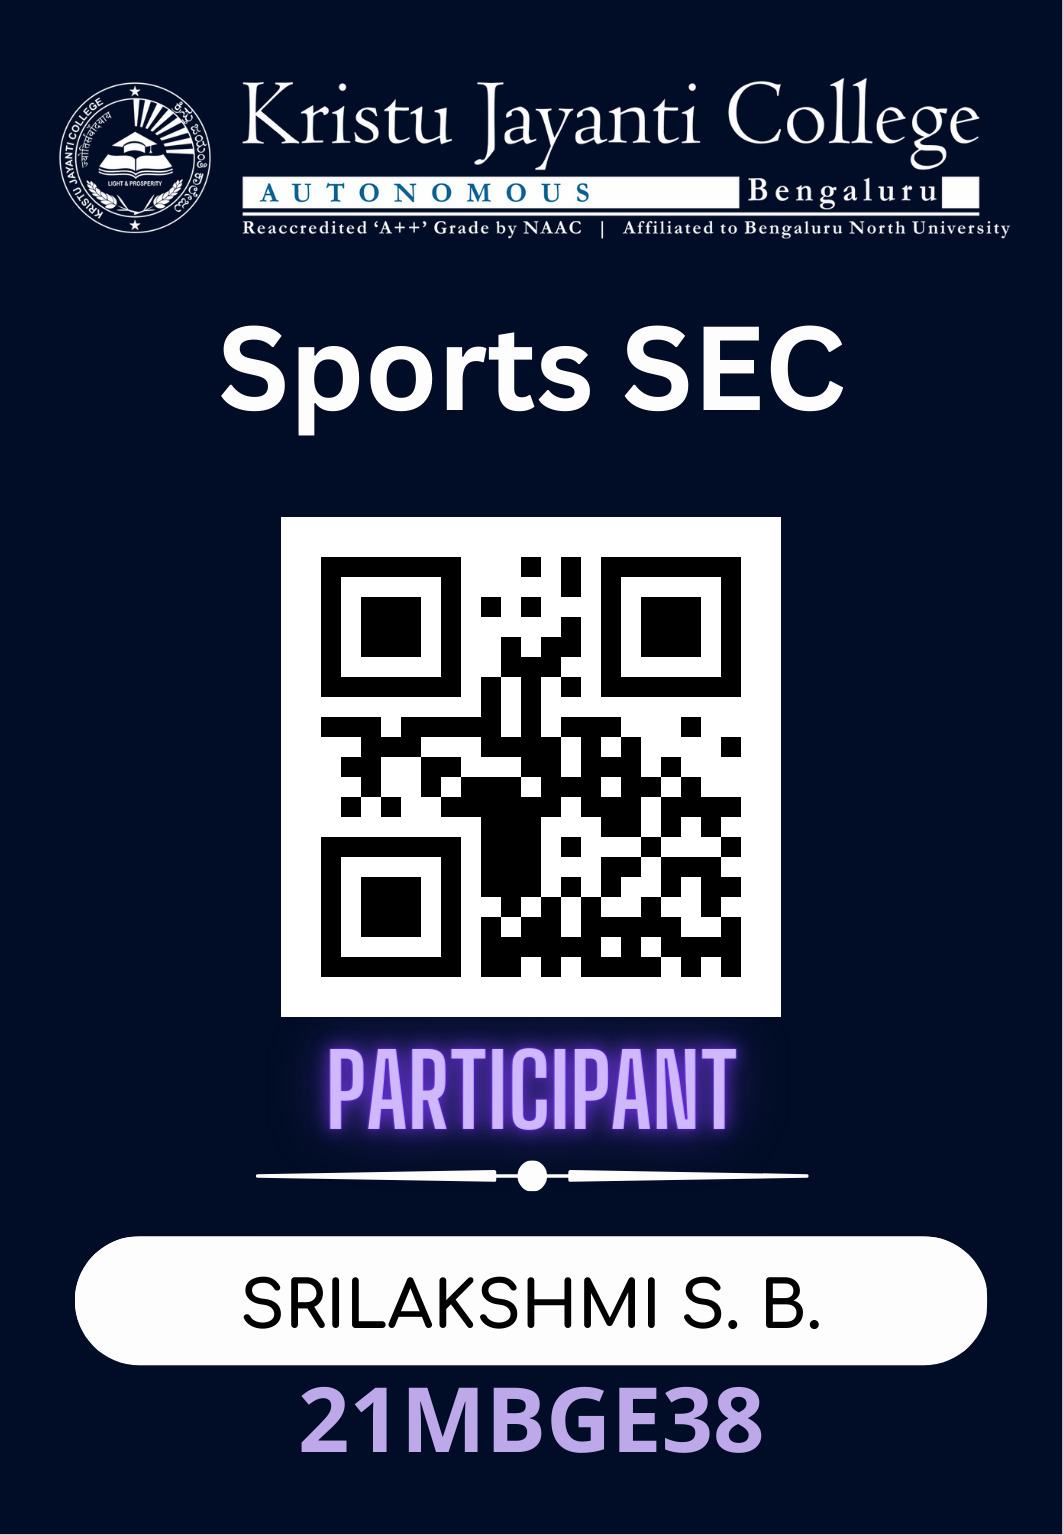 Kristu Jayanti College
AUTONOMOUS Bengaluru
Reaccredited ‘A++’ Grade by NAAC | Affiliated to Bengaluru North University
KRISTU JAYANTI COLLEGE
ಕ್ರಿಸ್ತು ಜಯಂತಿ ಕಾಲೇಜು
LIGHT & PROSPERITY
Sports SEC
PARTICIPANT
SRILAKSHMI S. B.
21MBGE38